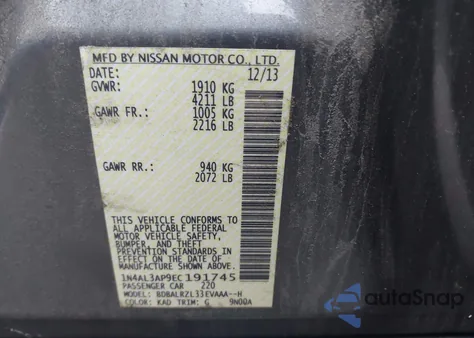 MFD BY NISSAN MOTOR CO., LTD.
DATE: 12/13
GVWR: 1910 KG
4211 LB
GAWR FR.: 1005 KG
2216 LB
GAWR RR.: 940 KG
2072 LB
THIS VEHICLE CONFORMS TO
ALL APPLICABLE FEDERAL
MOTOR VEHICLE SAFETY,
BUMPER, AND THEFT
PREVENTION STANDARDS
IN EFFECT ON THE DATE OF
MANUFACTURE SHOWN ABOVE.
1N4AL3AP9EC191745
PASSENGER CAR 220
MODEL: BDBALRZL33EVAAA--H
COLOR: KAD TRIM: G 9N00A
autoSnap